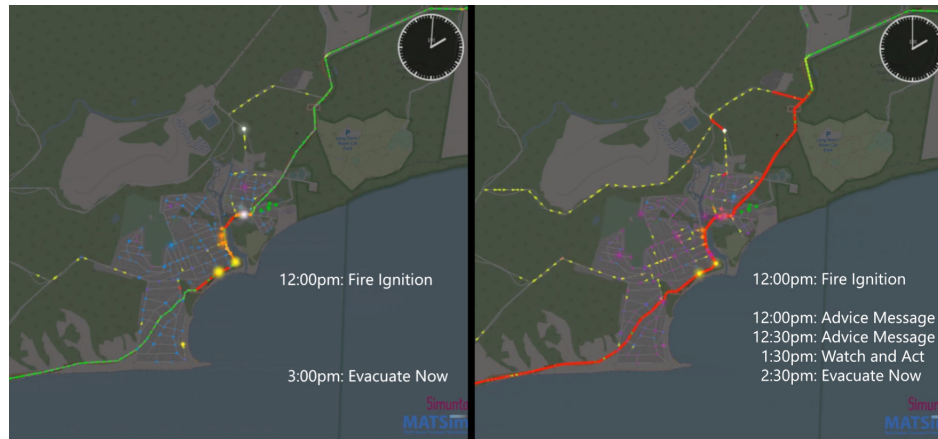 12:00pm: Fire Ignition
3:00pm: Evacuate Now
MATSim
12:00pm: Fire Ignition
12:00pm: Advice Message
12:30pm: Advice Message
1:30pm: Watch and Act
2:30pm: Evacuate Now
MATSim